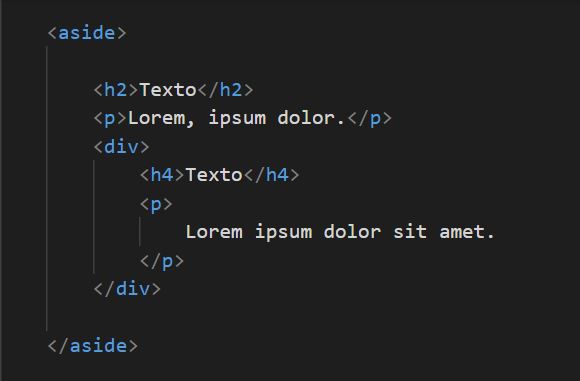 <aside>
<h2>Texto</h2>
<p>Lorem, ipsum dolor.</p>
<div>
<h4>Texto</h4>
<p>
Lorem ipsum dolor sit amet.
</p>
</div>
</aside>